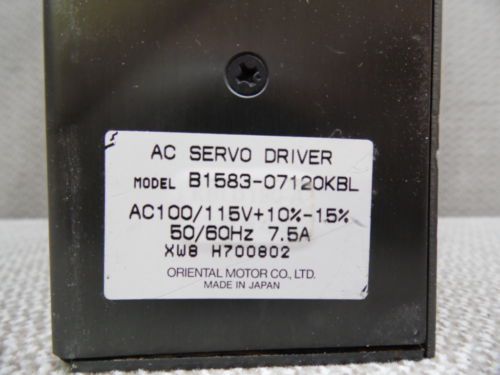 AC SERVO DRIVER
MODEL B1583-07120KBL
AC100/115V+10%-15%
50/60Hz 7.5A
XW8 H700802
ORIENTAL MOTOR CO., LTD.
MADE IN JAPAN